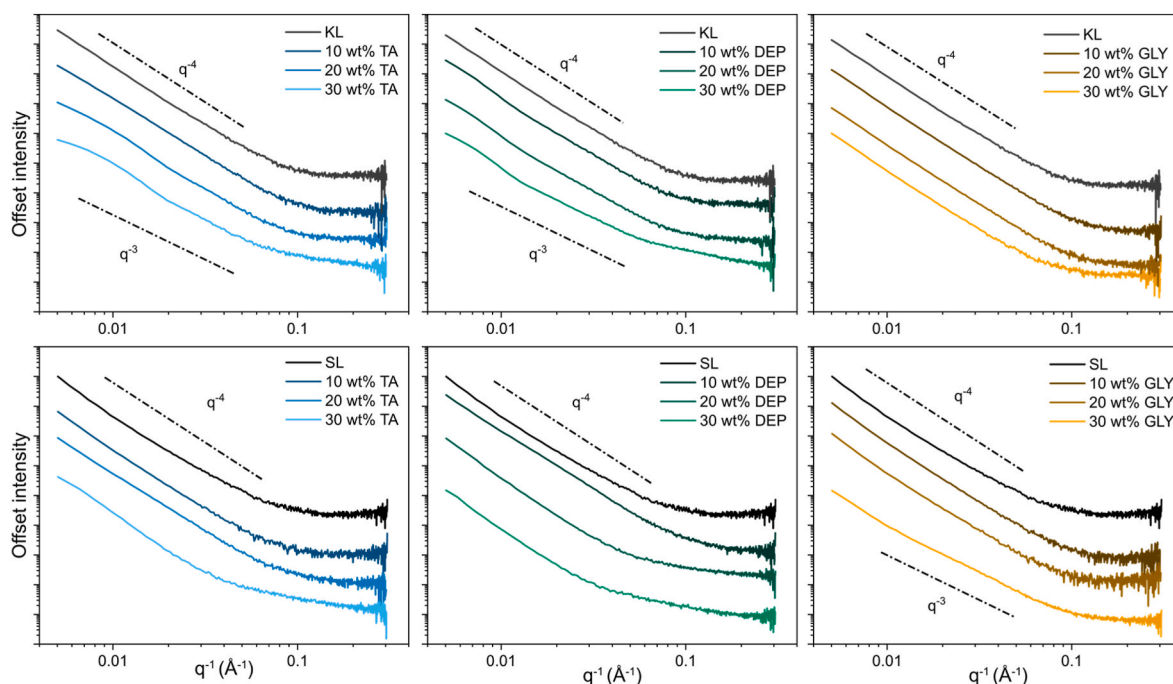 Offset intensity
KL
10 wt% TA
20 wt% TA
30 wt% TA
q-4
q-3
0.01
0.1
KL
10 wt% DEP
20 wt% DEP
30 wt% DEP
q-4
q-3
0.01
0.1
KL
10 wt% GLY
20 wt% GLY
30 wt% GLY
q-4
0.01
0.1
Offset intensity
SL
10 wt% TA
20 wt% TA
30 wt% TA
q-4
0.01
0.1
q-1 (Å-1)
SL
10 wt% DEP
20 wt% DEP
30 wt% DEP
q-4
0.01
0.1
q-1 (Å-1)
SL
10 wt% GLY
20 wt% GLY
30 wt% GLY
q-4
q-3
0.01
0.1
q-1 (Å-1)